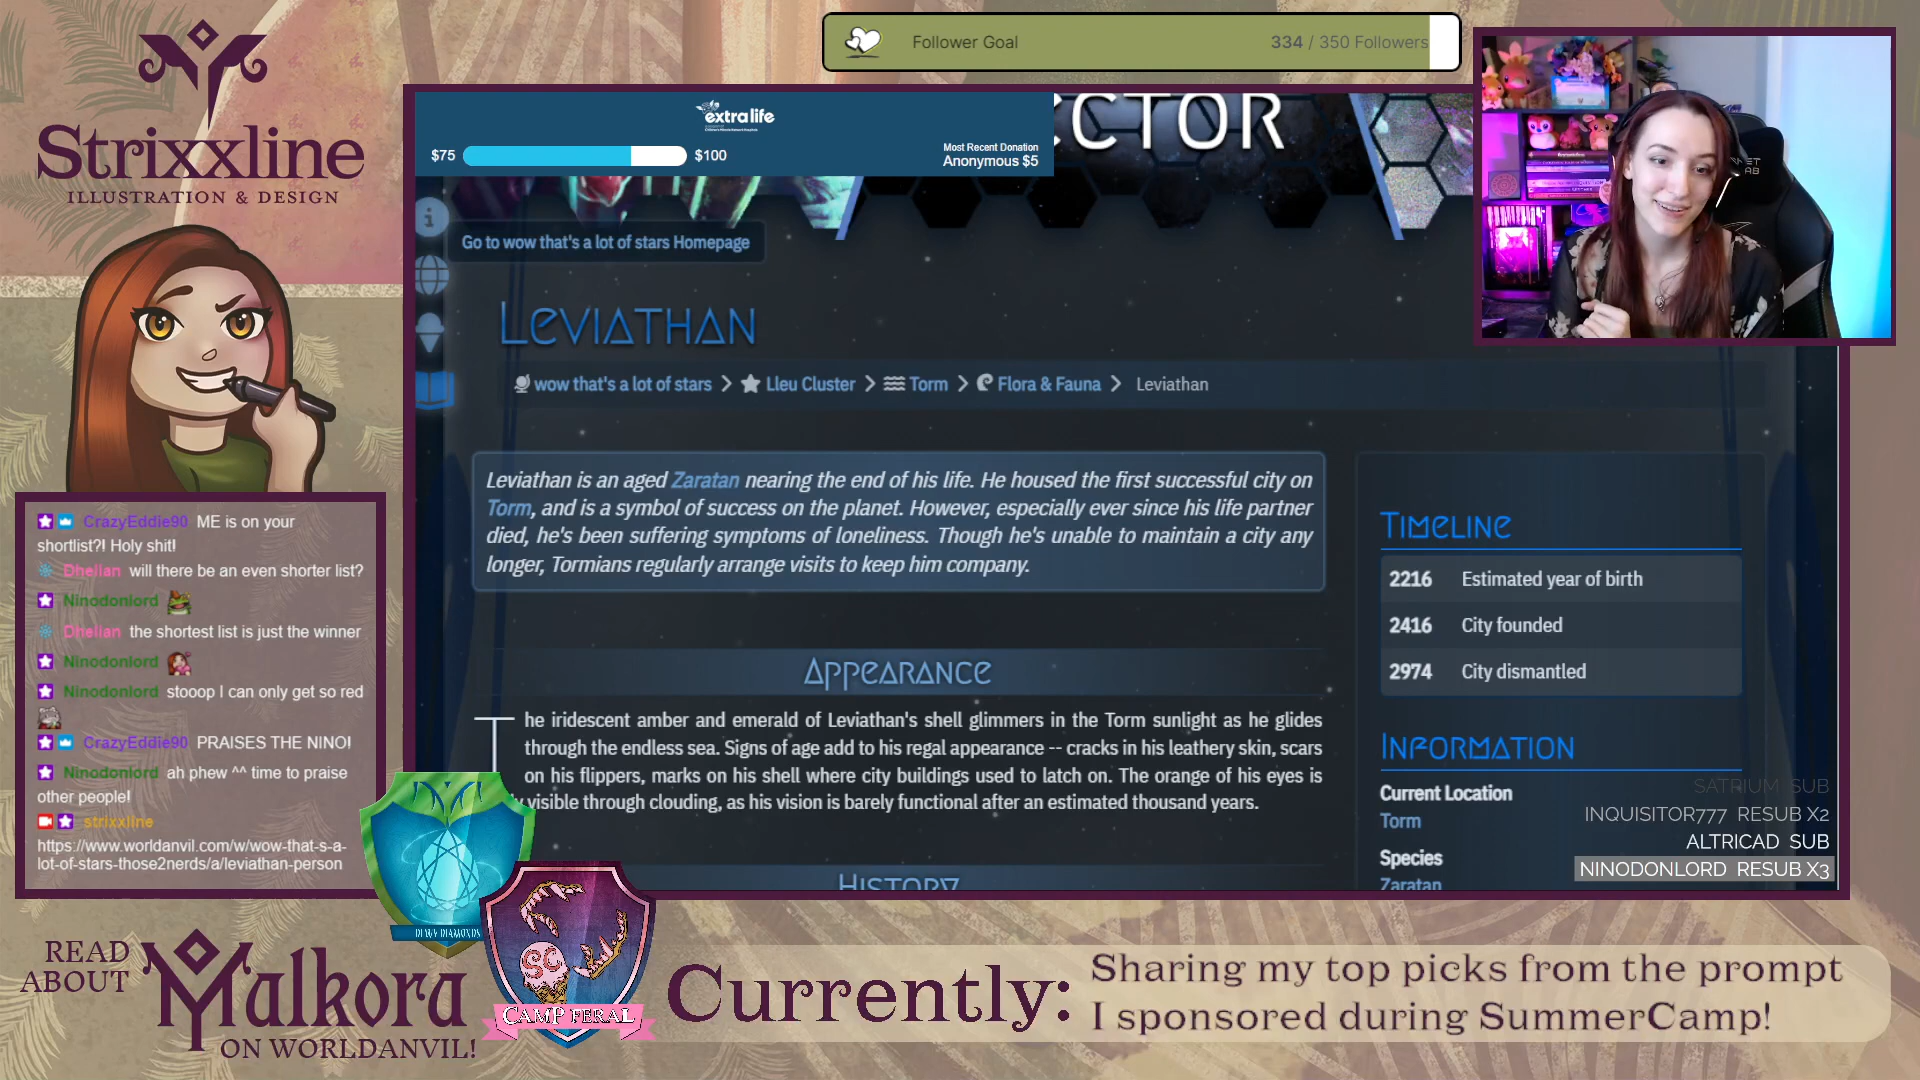 Strixxline
ILLUSTRATION & DESIGN
Follower Goal
334 / 350 Followers
extralife
$75
$100
Most Recent Donation
Anonymous $5
CTOR
Go to wow that's a lot of stars Homepage
Leviathan
wow that's a lot of stars > Lleu Cluster > Torm > Flora & Fauna > Leviathan
Leviathan is an aged Zaratan nearing the end of his life. He housed the first successful city on
Torm, and is a symbol of success on the planet. However, especially ever since his life partner
died, he's been suffering symptoms of loneliness. Though he's unable to maintain a city any
longer, Tormians regularly arrange visits to keep him company.
Appearance
The iridescent amber and emerald of Leviathan's shell glimmers in the Torm sunlight as he glides
through the endless sea. Signs of age add to his regal appearance -- cracks in his leathery skin, scars
on his flippers, marks on his shell where city buildings used to latch on. The orange of his eyes is
visible through clouding, as his vision is barely functional after an estimated thousand years.
History
Timeline
2216 Estimated year of birth
2416 City founded
2974 City dismantled
Information
Current Location
Torm
Species
Zaratan
SATRIUM SUB
INQUISITOR777 RESUB X2
ALTRICAD SUB
NINODONLORD RESUB X3
CrazyEddie90 ME is on your
shortlist?! Holy shit!
Dhelian will there be an even shorter list?
Ninodonlord
Dhelian the shortest list is just the winner
Ninodonlord
Ninodonlord stooop I can only get so red
CrazyEddie90 PRAISES THE NINO!
Ninodonlord ah phew ^^ time to praise
other people!
strixxline
https://www.worldanvil.com/w/wow-that-s-a-
lot-of-stars-those2nerds/a/leviathan-person
DEWY DIAMONDS
SC
CAMP FERAL
READ
ABOUT
Malkora
ON WORLDANVIL!
Currently:
Sharing my top picks from the prompt
I sponsored during SummerCamp!